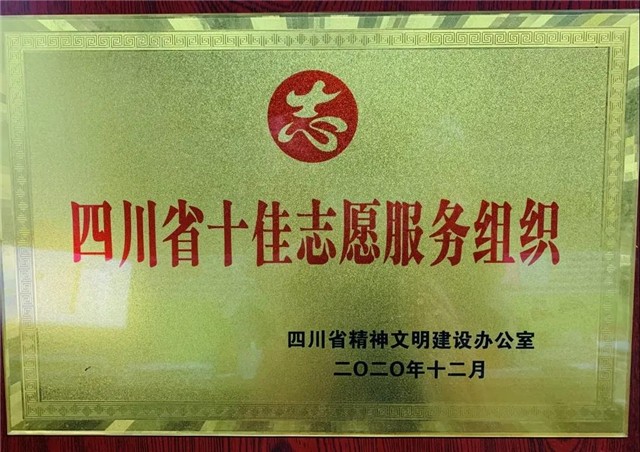 志
四川省十佳志愿服务组织
四川省精神文明建设办公室
二〇二〇年十二月